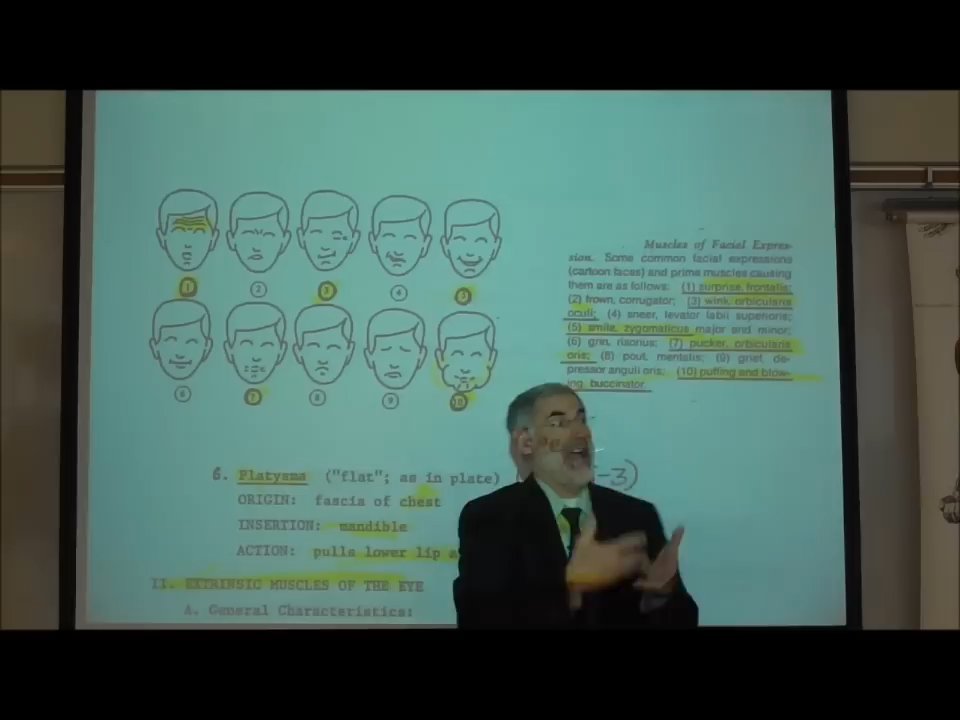 1
2
3
4
5
6
7
8
9
10
Muscles of Facial Expres-
sion. Some common facial expressions
(cartoon faces) and prime muscles causing
them are as follows: (1) surprise, frontalis;
(2) frown, corrugator; (3) wink, orbicularis
oculi; (4) sneer, levator labii superioris;
(5) smile, zygomaticus major and minor;
(6) grin, risorius; (7) pucker, orbicularis
oris; (8) pout, mentalis; (9) grief, de-
pressor anguli oris; (10) puffing and blow-
ing, buccinator.
6. Platysma ("flat"; as in plate)
-3)
ORIGIN: fascia of chest
INSERTION: mandible
ACTION: pulls lower lip
II. EXTRINSIC MUSCLES OF THE EYE
A. General Characteristics: